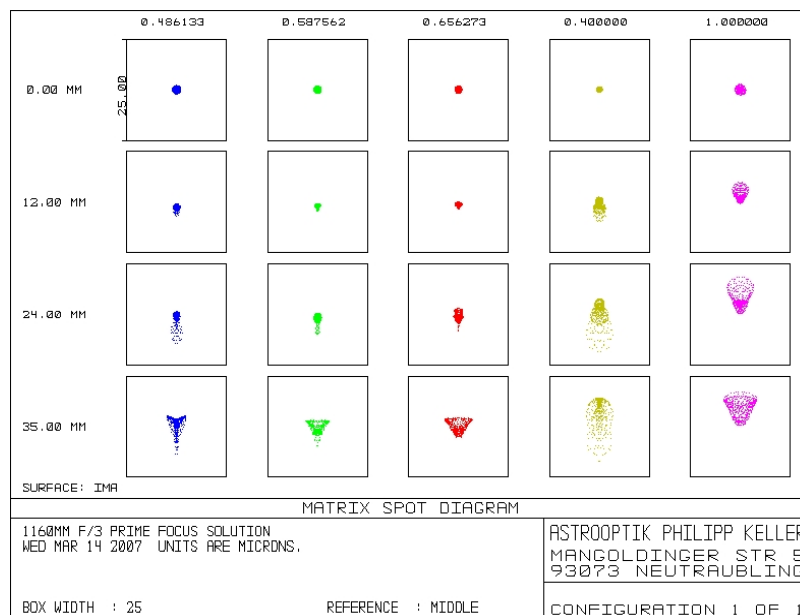 0.486133 0.587562 0.656273 0.400000 1.000000
0.00 MM
25.00
12.00 MM
24.00 MM
35.00 MM
SURFACE: IMA
MATRIX SPOT DIAGRAM
1160MM F/3 PRIME FOCUS SOLUTION
WED MAR 14 2007 UNITS ARE MICRONS.
BOX WIDTH : 25 REFERENCE : MIDDLE
ASTROOPTIK PHILIPP KELLER
MANGOLDINGER STR 5
93073 NEUTRAUBLING
CONFIGURATION 1 OF 1